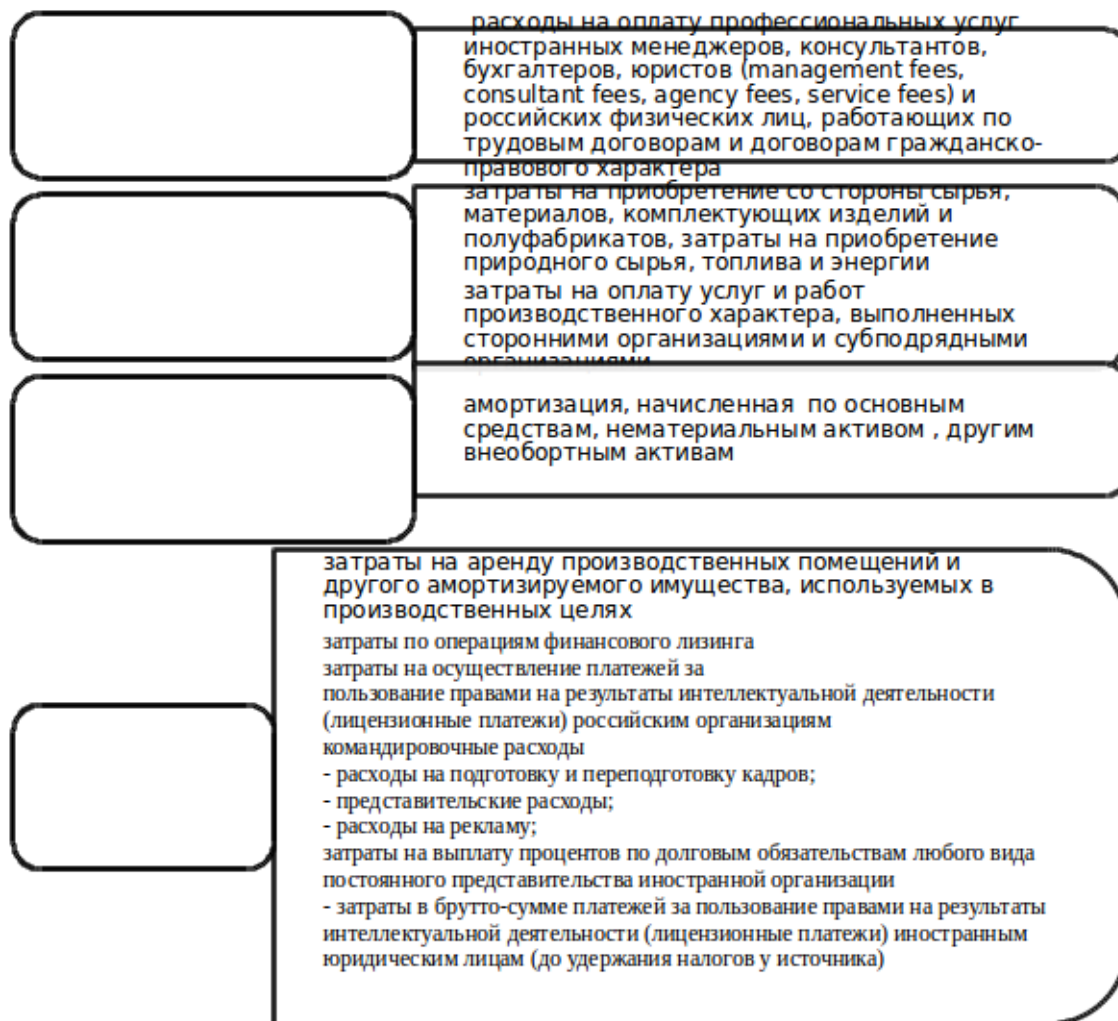 расходы на оплату профессиональных услуг
иностранных менеджеров, консультантов,
бухгалтеров, юристов (management fees,
consultant fees, agency fees, service fees) и
российских физических лиц, работающих по
трудовым договорам и договорам гражданско-
правового характера
затраты на приобретение со стороны сырья,
материалов, комплектующих изделий и
полуфабрикатов, затраты на приобретение
природного сырья, топлива и энергии
затраты на оплату услуг и работ
производственного характера, выполненных
сторонними организациями и субподрядными
организациями
амортизация, начисленная  по основным
средствам, нематериальным активом , другим
внеобортным активам
затраты на аренду производственных помещений и
другого амортизируемого имущества, используемых в
производственных целях
затраты по операциям финансового лизинга
затраты на осуществление платежей за
пользование правами на результаты интеллектуальной деятельности
(лицензионные платежи) российским организациям
командировочные расходы
- расходы на подготовку и переподготовку кадров;
- представительские расходы;
- расходы на рекламу;
затраты на выплату процентов по долговым обязательствам любого вида
постоянного представительства иностранной организации
- затраты в брутто-сумме платежей за пользование правами на результаты
интеллектуальной деятельности (лицензионные платежи) иностранным
юридическим лицам (до удержания налогов у источника)